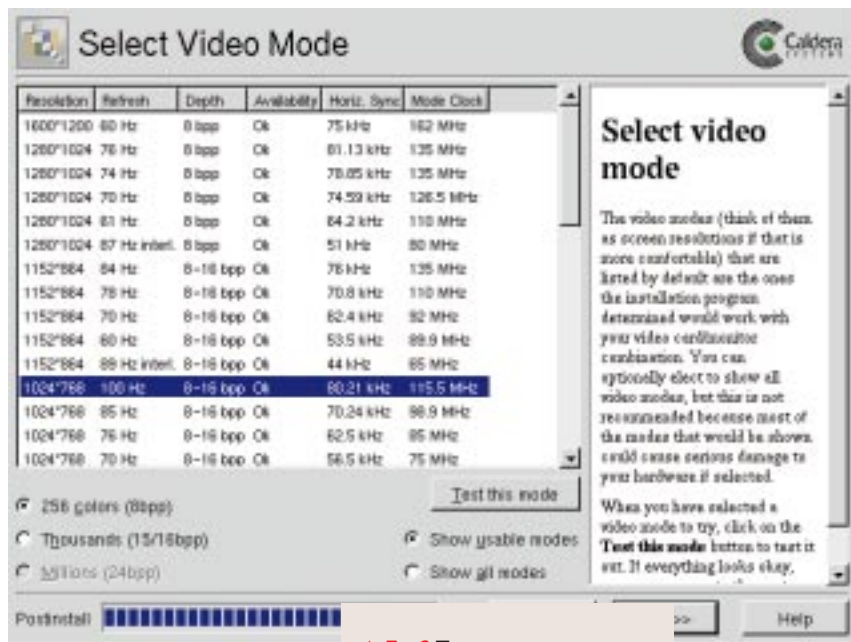 Select Video Mode
Caldera
SYSTEMS
Resolution Refresh Depth Availability Horiz. Sync Mode Clock
1600*1200 60 Hz 8 bpp Ok 75 kHz 162 MHz
1280*1024 76 Hz 8 bpp Ok 81.13 kHz 135 MHz
1280*1024 74 Hz 8 bpp Ok 78.85 kHz 135 MHz
1280*1024 70 Hz 8 bpp Ok 74.59 kHz 126.5 MHz
1280*1024 61 Hz 8 bpp Ok 64.2 kHz 110 MHz
1280*1024 87 Hz interl. 8 bpp Ok 51 kHz 80 MHz
1152*864 84 Hz 8-16 bpp Ok 76 kHz 135 MHz
1152*864 78 Hz 8-16 bpp Ok 70.8 kHz 110 MHz
1152*864 70 Hz 8-16 bpp Ok 62.4 kHz 92 MHz
1152*864 60 Hz 8-16 bpp Ok 53.5 kHz 89.9 MHz
1152*864 89 Hz interl. 8-16 bpp Ok 44 kHz 65 MHz
1024*768 100 Hz 8-16 bpp Ok 80.21 kHz 115.5 MHz
1024*768 85 Hz 8-16 bpp Ok 70.24 kHz 98.9 MHz
1024*768 76 Hz 8-16 bpp Ok 62.5 kHz 85 MHz
1024*768 70 Hz 8-16 bpp Ok 56.5 kHz 75 MHz
256 colors (8bpp)
Thousands (15/16bpp)
Millions (24bpp)
Test this mode
Show usable modes
Show all modes
Select video
mode
The video modes (think of them
as screen resolutions if that is
more comfortable) that are
listed by default are the ones
the installation program
determined would work with
your video card/monitor
combination. You can
optionally elect to show all
video modes, but this is not
recommended because most of
the modes that would be shown
could cause serious damage to
your hardware if selected.
When you have selected a
video mode to try, click on the
Test this mode button to test it
out. If everything looks okay,
Postinstall
>>
Help